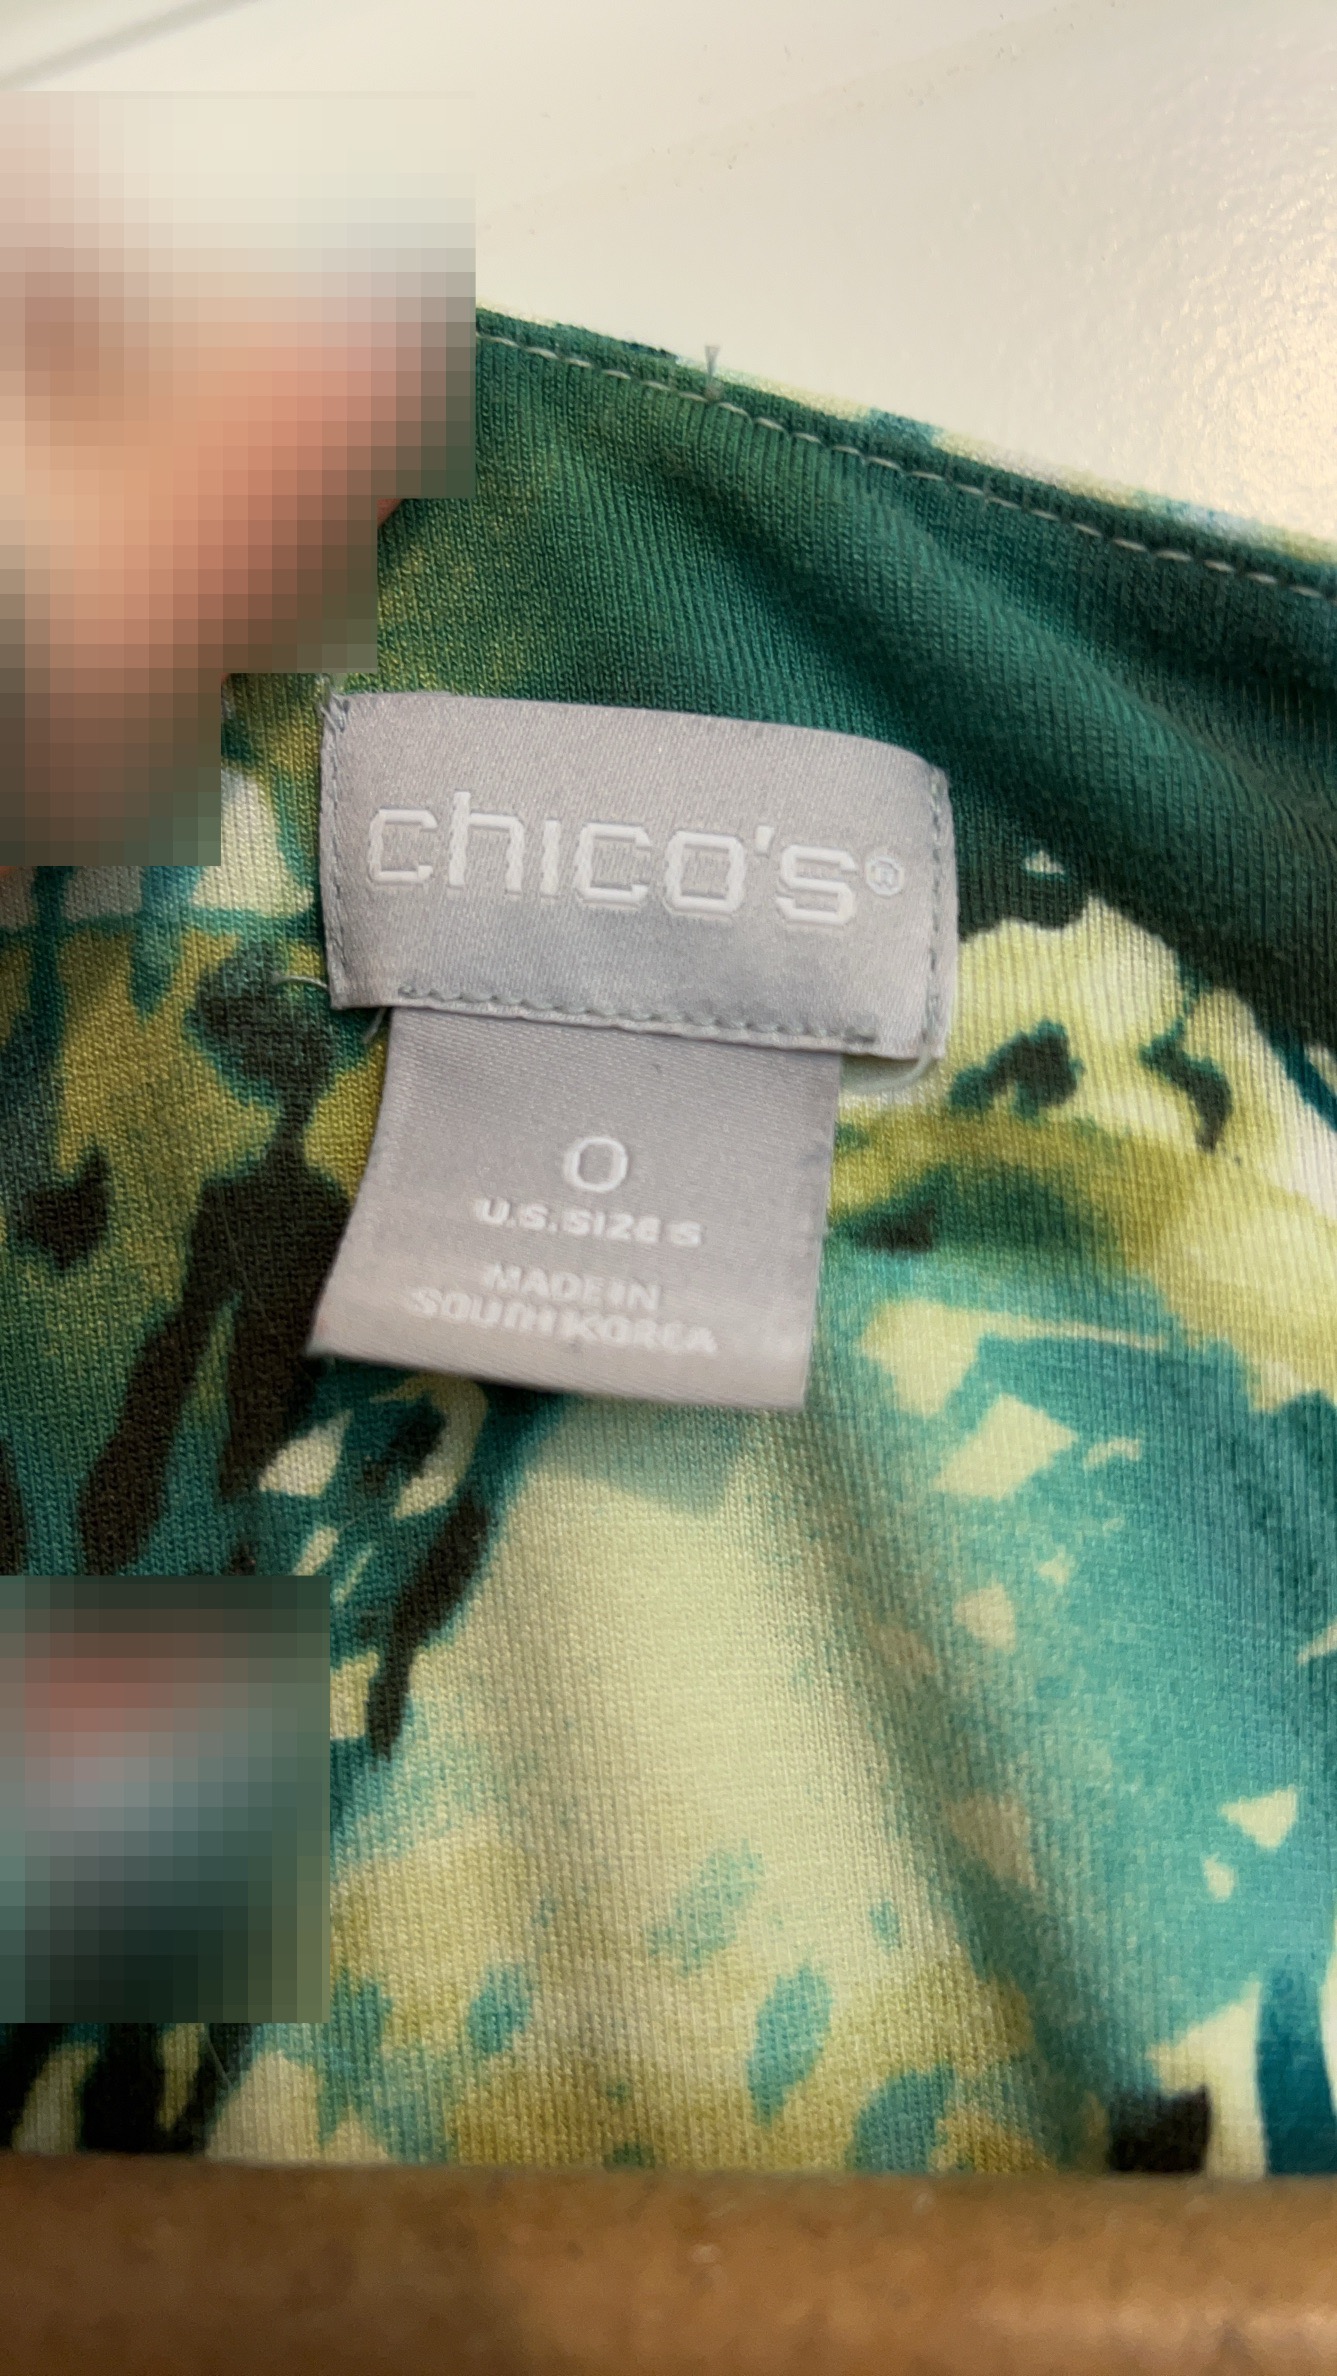 chico's®
0
U.S. SIZE S
MADE IN
SOUTH KOREA